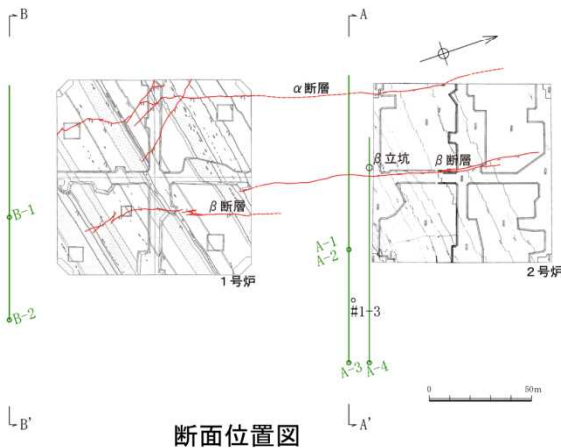 B
A
α断層
β立坑
β断層
β断層
B-1
1号炉
A-1
A-2
2号炉
#1-3
B-2
A-3
A-4
0
50m
B'
A'
断面位置図